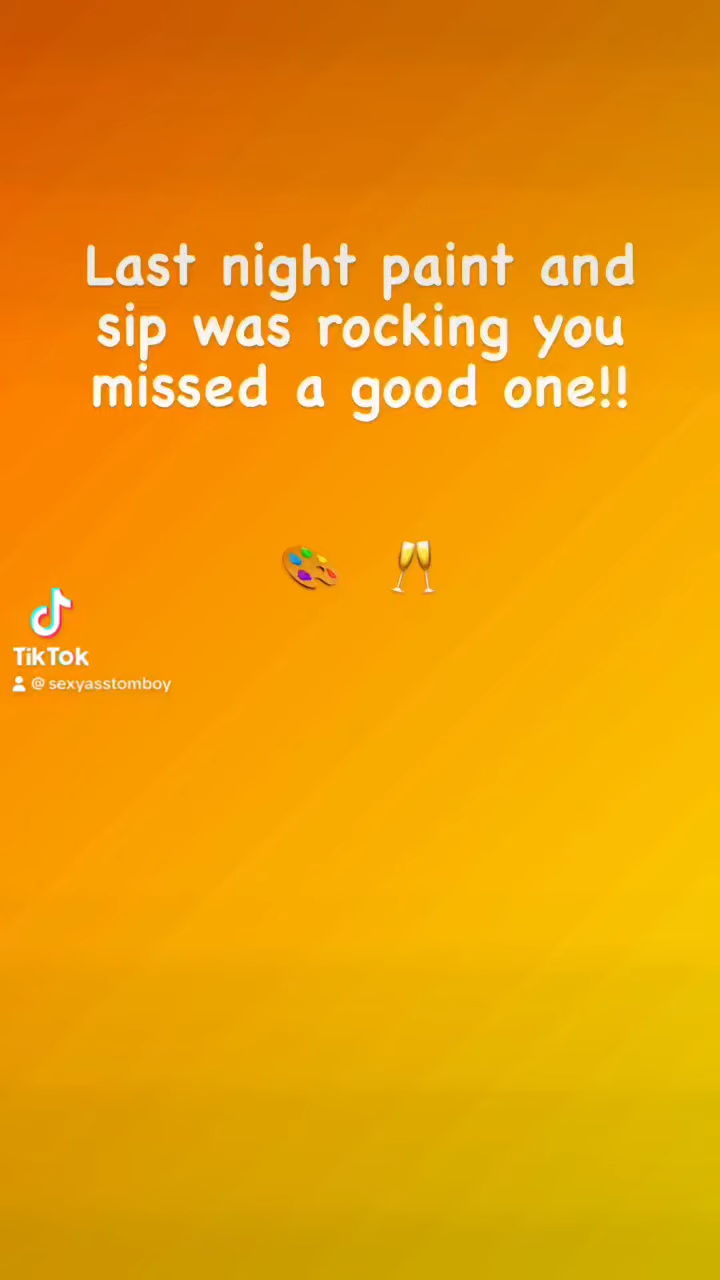 Last night paint and
sip was rocking you
missed a good one!!
TikTok
@sexyasstomboy